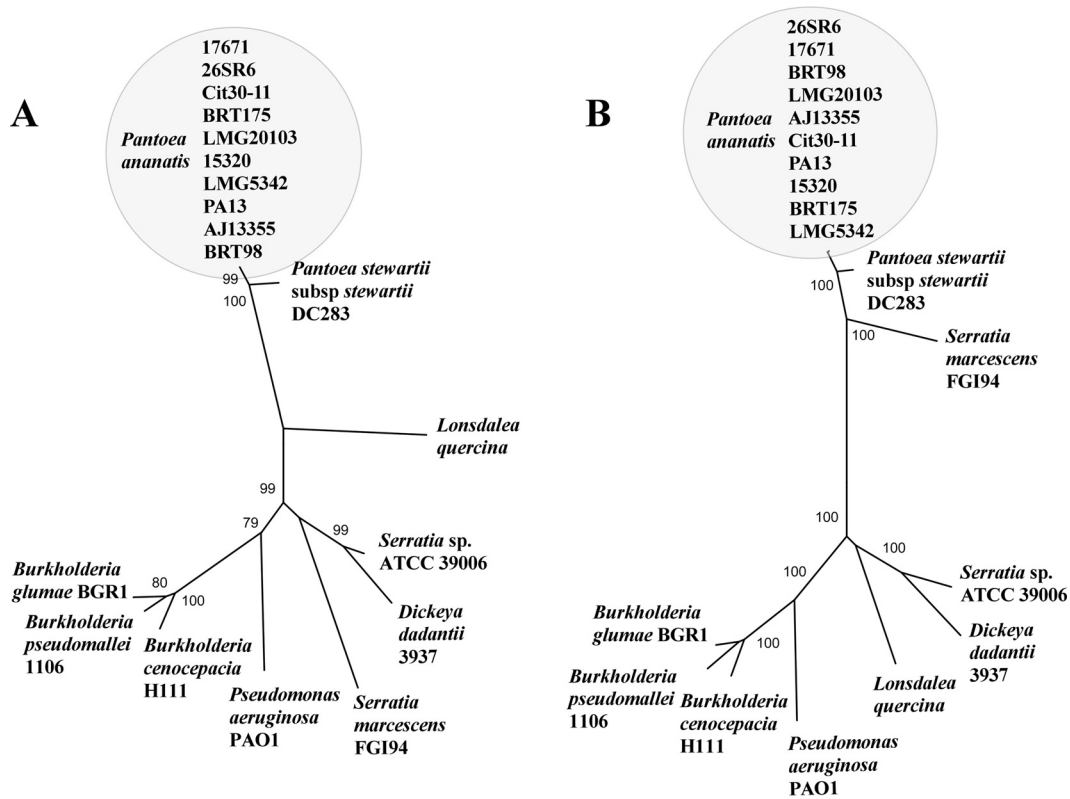 A
Pantoea
ananatis
17671
26SR6
Cit30-11
BRT175
LMG20103
15320
LMG5342
PA13
AJ13355
BRT98
99
100
Pantoea stewartii
subsp stewartii
DC283
Lonsdalea
quercina
99
79
99
Serratia sp.
ATCC 39006
Burkholderia
glumae BGR1
80
100
Burkholderia
pseudomallei
1106
Burkholderia
cenocepacia
H111
Pseudomonas
aeruginosa
PAO1
Serratia
marcescens
FGI94
Dickeya
dadantii
3937
B
Pantoea
ananatis
26SR6
17671
BRT98
LMG20103
AJ13355
Cit30-11
PA13
15320
BRT175
LMG5342
100
Pantoea stewartii
subsp stewartii
DC283
100
Serratia
marcescens
FGI94
100
100
100
Serratia sp.
ATCC 39006
Burkholderia
glumae BGR1
100
Burkholderia
pseudomallei
1106
Burkholderia
cenocepacia
H111
Pseudomonas
aeruginosa
PAO1
Lonsdalea
quercina
Dickeya
dadantii
3937